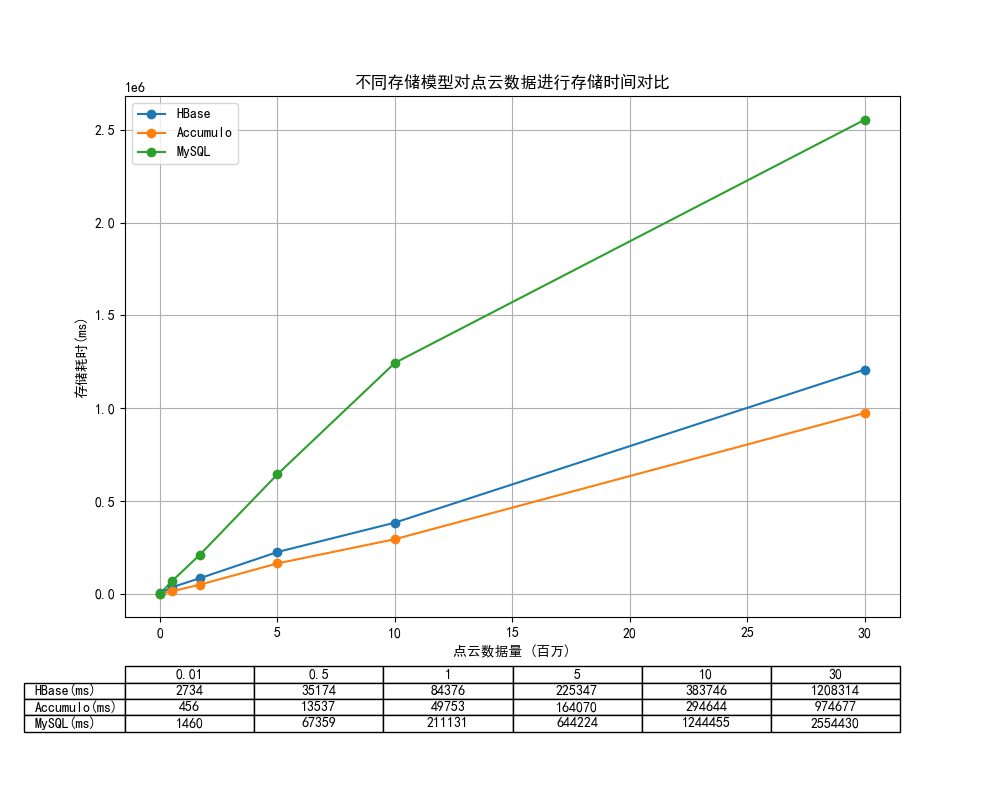 不同存储模型对点云数据进行存储时间对比
1e6
HBase
Accumulo
MySQL
2.5
2.0
1.5
1.0
0.5
0.0
存储耗时(ms)
0 5 10 15 20 25 30
点云数据量 (百万)
0.01 0.5 1 5 10 30
HBase(ms) 2734 35174 84376 225347 383746 1208314
Accumulo(ms) 456 13537 49753 164070 294644 974677
MySQL(ms) 1460 67359 211131 644224 1244455 2554430